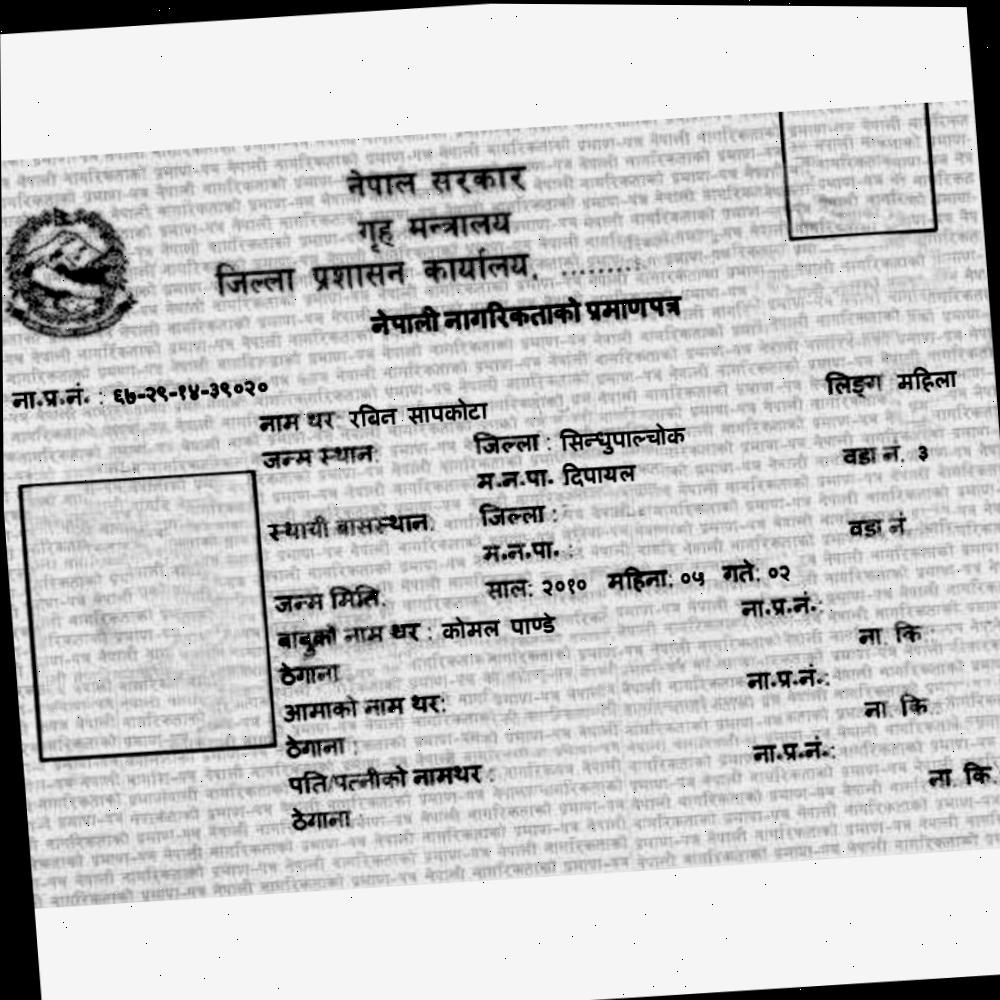 नेपाल सरकार
गृह मन्त्रालय
जिल्ला प्रशासन कार्यालय, .........
नेपाली नागरिकताको प्रमाणपत्र
ना.प्र.नं. : ६७-२९-१४-३९०२० लिङ्ग महिला
नाम थर: रबिन सापकोटा
जन्म स्थान: जिल्ला : सिन्धुपाल्चोक वडा नं. ३
म.न.पा. दिपायल
स्थायी बासस्थान: जिल्ला : वडा नं.
म.न.पा. :
जन्म मिति: साल: २०१० महिना: ०५ गते: ०२
बाबुको नाम थर : कोमल पाण्डे ना.प्र.नं.:
ठेगाना ना. कि.:
आमाको नाम थर: ना.प्र.नं.:
ठेगाना : ना. कि.:
पति/पत्नीको नामथर : ना.प्र.नं.:
ठेगाना : ना. कि.